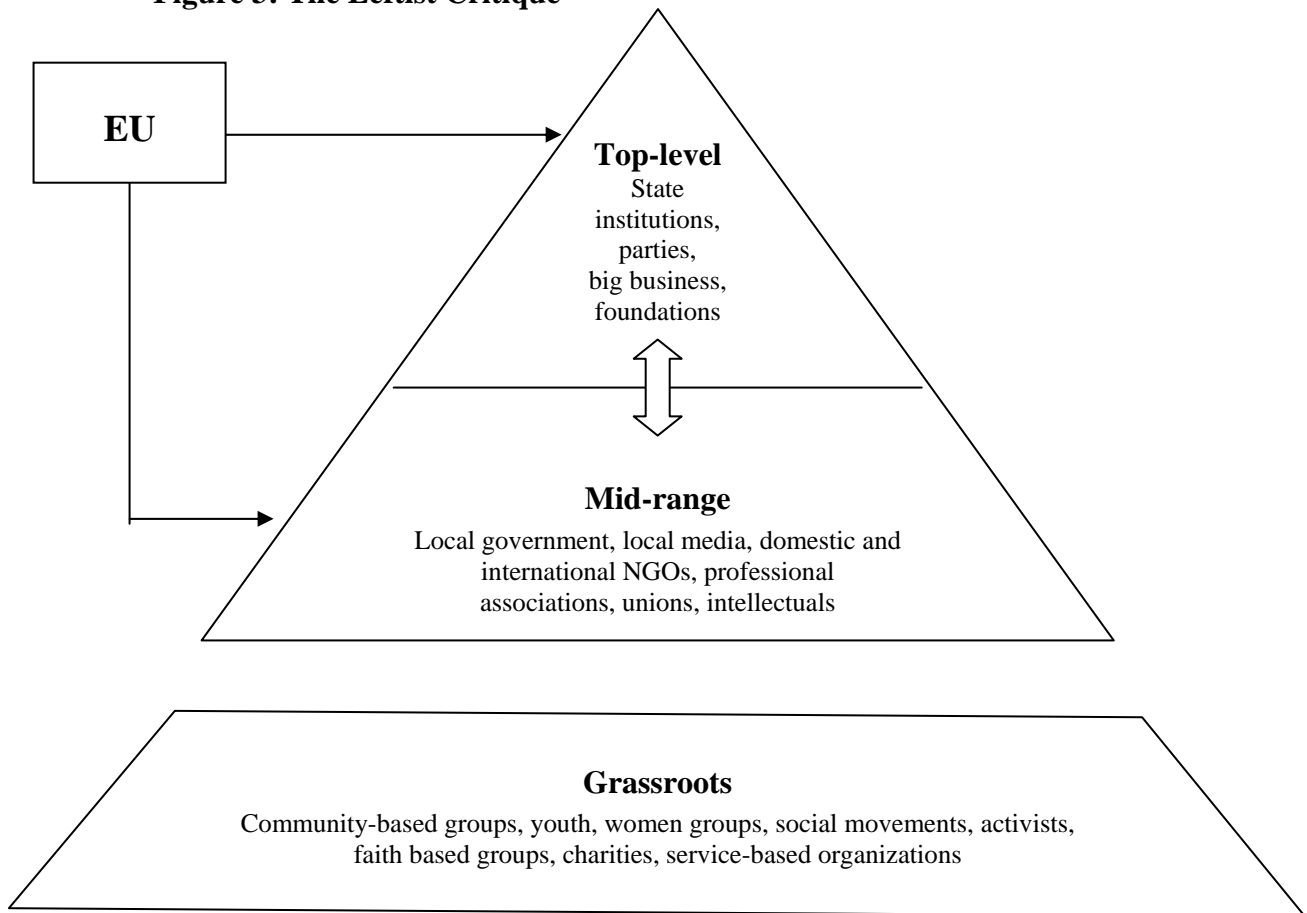 Figure 3: The Leftist Critique
EU
Top-level
State
institutions,
parties,
big business,
foundations
Mid-range
Local government, local media, domestic and
international NGOs, professional
associations, unions, intellectuals
Grassroots
Community-based groups, youth, women groups, social movements, activists,
faith based groups, charities, service-based organizations